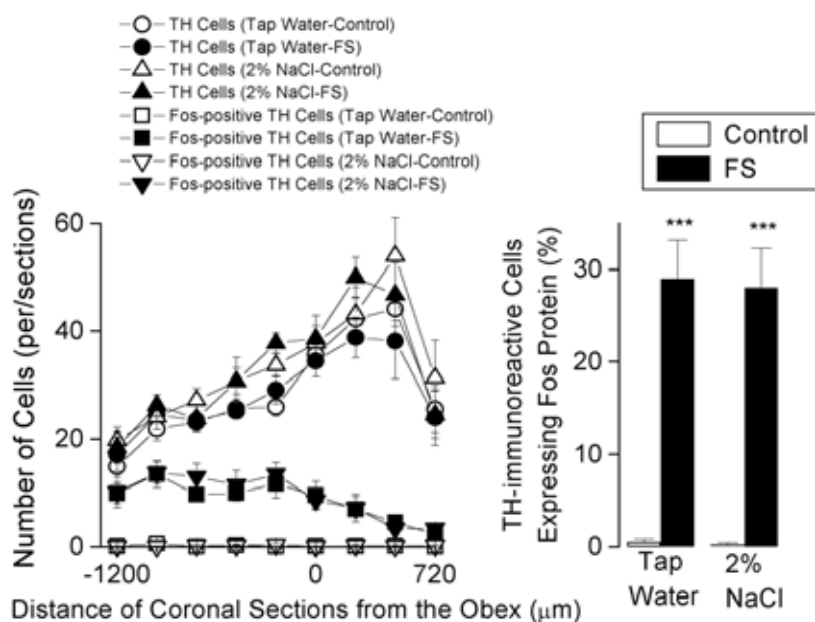 TH Cells (Tap Water-Control)
TH Cells (Tap Water-FS)
TH Cells (2% NaCl-Control)
TH Cells (2% NaCl-FS)
Fos-positive TH Cells (Tap Water-Control)
Fos-positive TH Cells (Tap Water-FS)
Fos-positive TH Cells (2% NaCl-Control)
Fos-positive TH Cells (2% NaCl-FS)
Number of Cells (per/sections)
60
40
20
0
-1200
0
720
Distance of Coronal Sections from the Obex (μm)
Control
FS
TH-immunoreactive Cells
Expressing Fos Protein (%)
30
20
10
0
***
***
Tap
Water
2%
NaCl